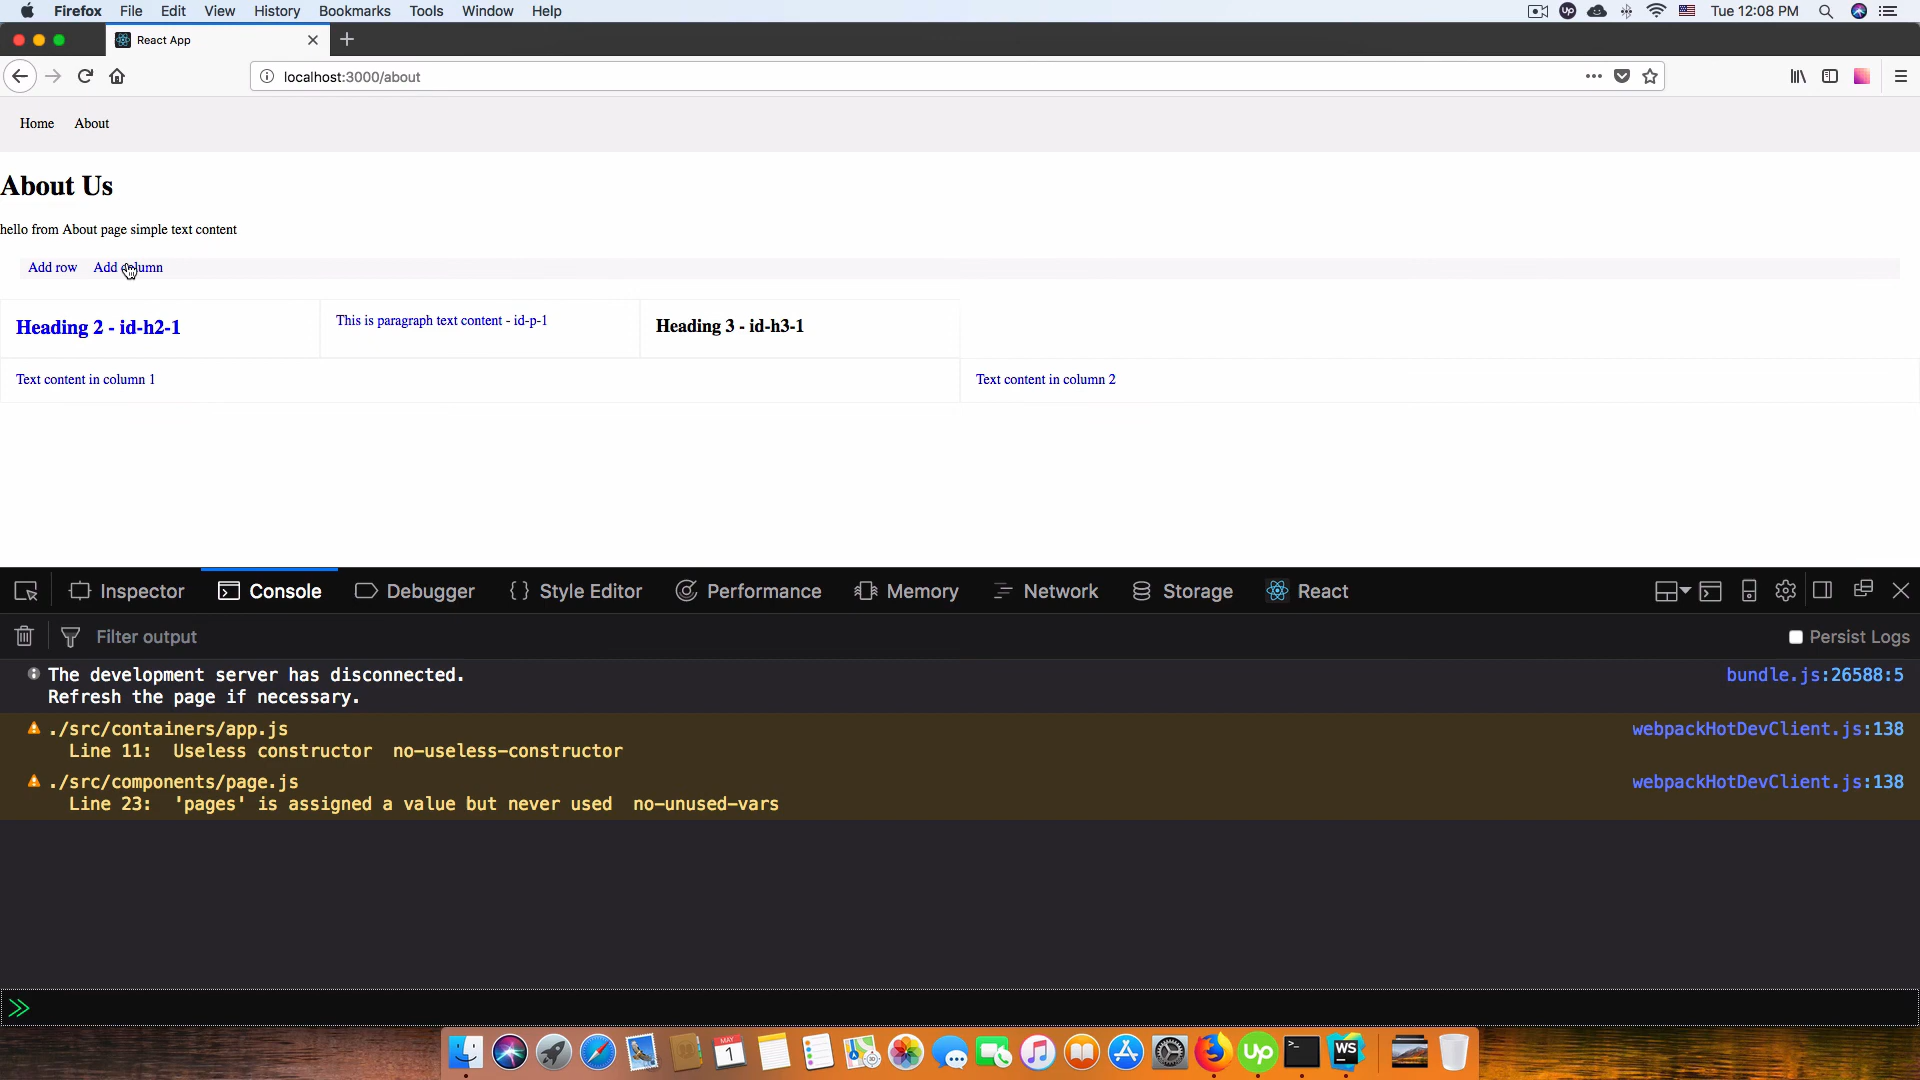 Firefox File Edit View History Bookmarks Tools Window Help Up Tue 12:08 PM
React App
localhost:3000/about
Home About
About Us
hello from About page simple text content
Add row Add column
Heading 2 - id-h2-1 This is paragraph text content - id-p-1 Heading 3 - id-h3-1
Text content in column 1 Text content in column 2
Inspector Console Debugger Style Editor Performance Memory Network Storage React
Filter output Persist Logs
The development server has disconnected. bundle.js:26588:5
Refresh the page if necessary.
./src/containers/app.js webpackHotDevClient.js:138
Line 11: Useless constructor no-useless-constructor
./src/components/page.js webpackHotDevClient.js:138
Line 23: 'pages' is assigned a value but never used no-unused-vars
MAY
1 3D up >_ WS